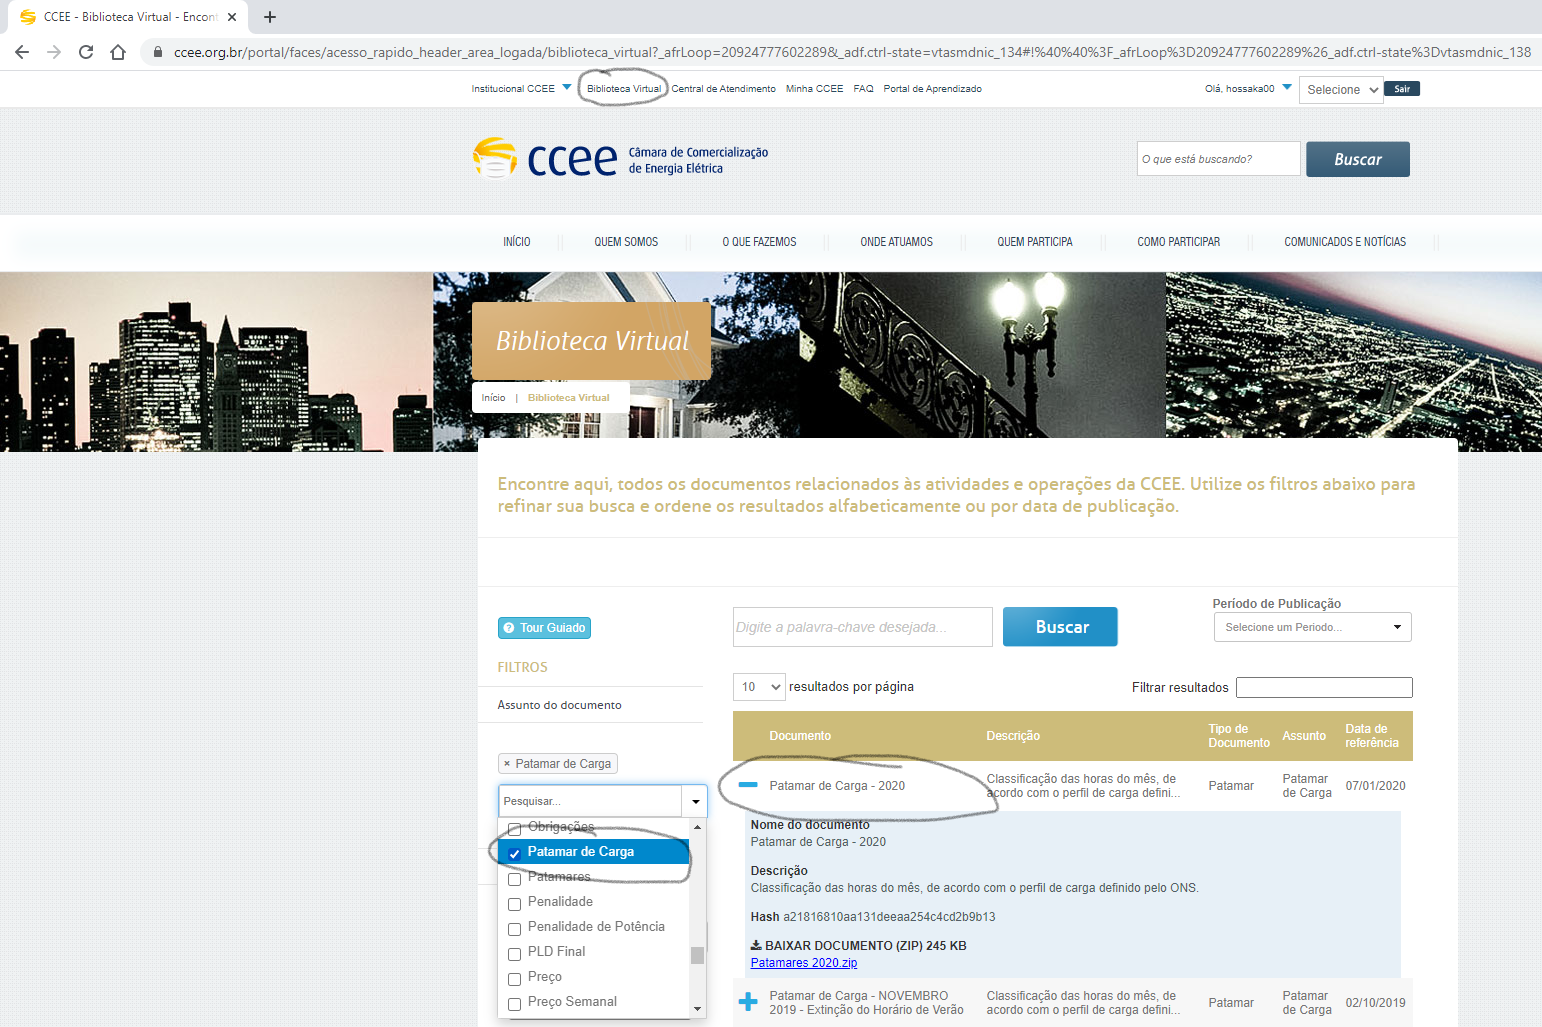 CCEE - Biblioteca Virtual - Encont
ccee.org.br/portal/faces/acesso_rapido_header_area_logada/biblioteca_virtual?_afrLoop=209247776022898&_adf.ctrl-state=vtasmdnic_134#!%40%40%3F_afrLoop%3D20924777602289%26_adf.ctrl-state%3Dvtasmdnic_138
Institucional CCEE Biblioteca Virtual Central de Atendimento Minha CCEE FAQ Portal de Aprendizado Olá, hossaka00 Selecione Sair
ccee Câmara de Comercialização
de Energia Elétrica
O que está buscando? Buscar
INÍCIO QUEM SOMOS O QUE FAZEMOS ONDE ATUAMOS QUEM PARTICIPA COMO PARTICIPAR COMUNICADOS E NOTÍCIAS
Biblioteca Virtual
Início | Biblioteca Virtual
Encontre aqui, todos os documentos relacionados às atividades e operações da CCEE. Utilize os filtros abaixo para
refinar sua busca e ordene os resultados alfabeticamente ou por data de publicação.
Tour Guiado
FILTROS
Assunto do documento
× Patamar de Carga
Pesquisar...
Obrigações
Patamar de Carga
Patamares
Penalidade
Penalidade de Potência
PLD Final
Preço
Preço Semanal
Período de Publicação
Digite a palavra-chave desejada... Buscar Selecione um Periodo...
10 resultados por página Filtrar resultados
Documento Descrição Tipo de Documento Assunto Data de referência
Patamar de Carga - 2020 Classificação das horas do mês, de acordo com o perfil de carga defini... Patamar Patamar de Carga 07/01/2020
Nome do documento
Patamar de Carga - 2020
Descrição
Classificação das horas do mês, de acordo com o perfil de carga definido pelo ONS.
Hash a21816810aa131deeaa254c4cd2b9b13
BAIXAR DOCUMENTO (ZIP) 245 KB
Patamares 2020.zip
Patamar de Carga - NOVEMBRO 2019 - Extinção do Horário de Verão Classificação das horas do mês, de acordo com o perfil de carga defini... Patamar Patamar de Carga 02/10/2019